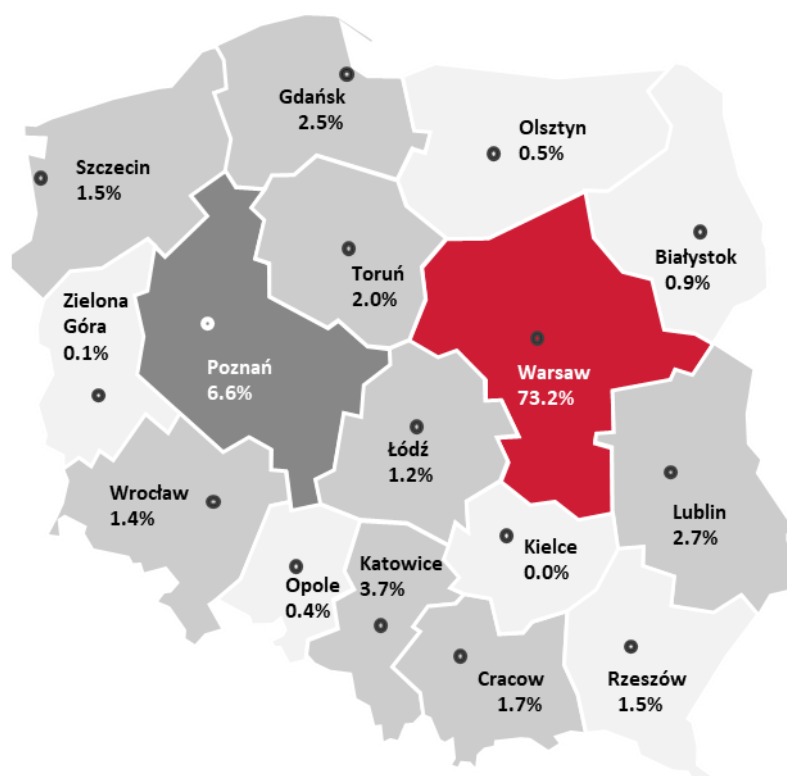 Gdańsk
2.5%
Olsztyn
0.5%
Szczecin
1.5%
Białystok
0.9%
Toruń
2.0%
Zielona
Góra
0.1%
Poznań
6.6%
Warsaw
73.2%
Łódź
1.2%
Wrocław
1.4%
Lublin
2.7%
Kielce
0.0%
Katowice
3.7%
Opole
0.4%
Cracow
1.7%
Rzeszów
1.5%